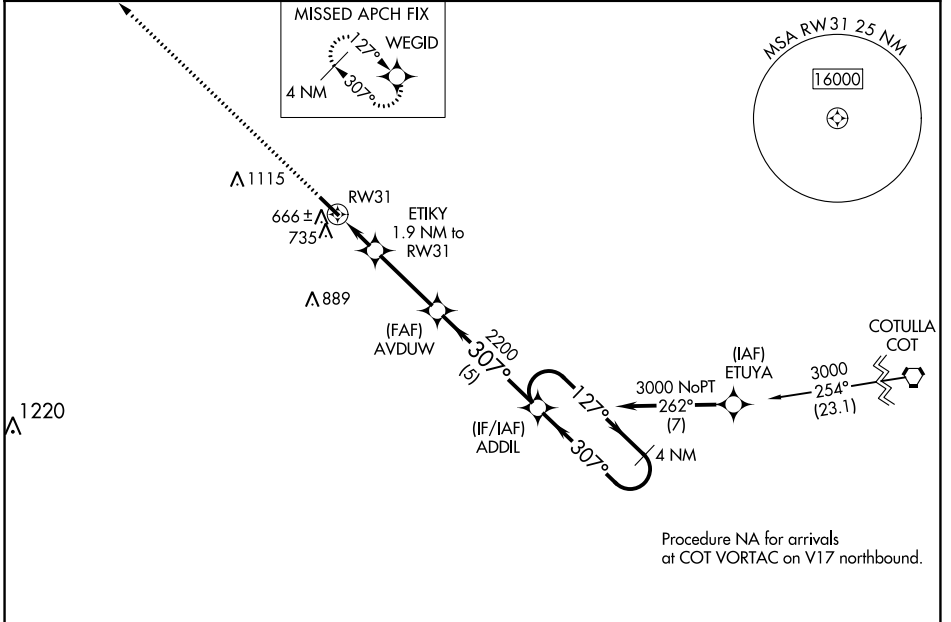 MISSED APCH FIX
WEGID
127°
307°
4 NM
MSA RW31 25 NM
16000
1115
RW31
666 ±
735
ETIKY
1.9 NM to
RW31
889
(FAF)
AVDUW
2200
307°
(5)
(IF/IAF)
ADDIL
127°
307°
4 NM
3000 NoPT
262°
(7)
(IAF)
ETUYA
3000
254°
(23.1)
COTULLA
COT
1220
Procedure NA for arrivals
at COT VORTAC on V17 northbound.